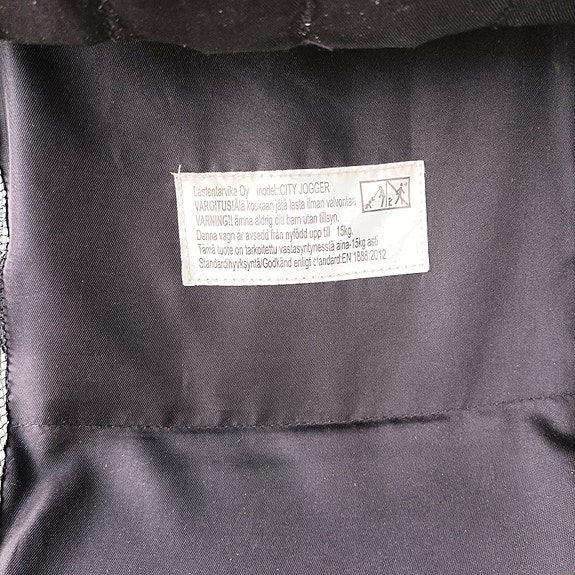 Lastentarvike Oy model:CITY JOGGER
VAROITUS!Älä koskaan jätä lasta ilman valvontaa
VARNING!Lämna aldrig ditt barn utan tillsyn.
Denna vagn är avsedd från nyfödd upp till 15kg.
Tämä tuote on tarkoitettu vastasyntynestä aina-15kg asti
Standardihyvksyntä/Godkänd enligt standard:EN 1888:2012